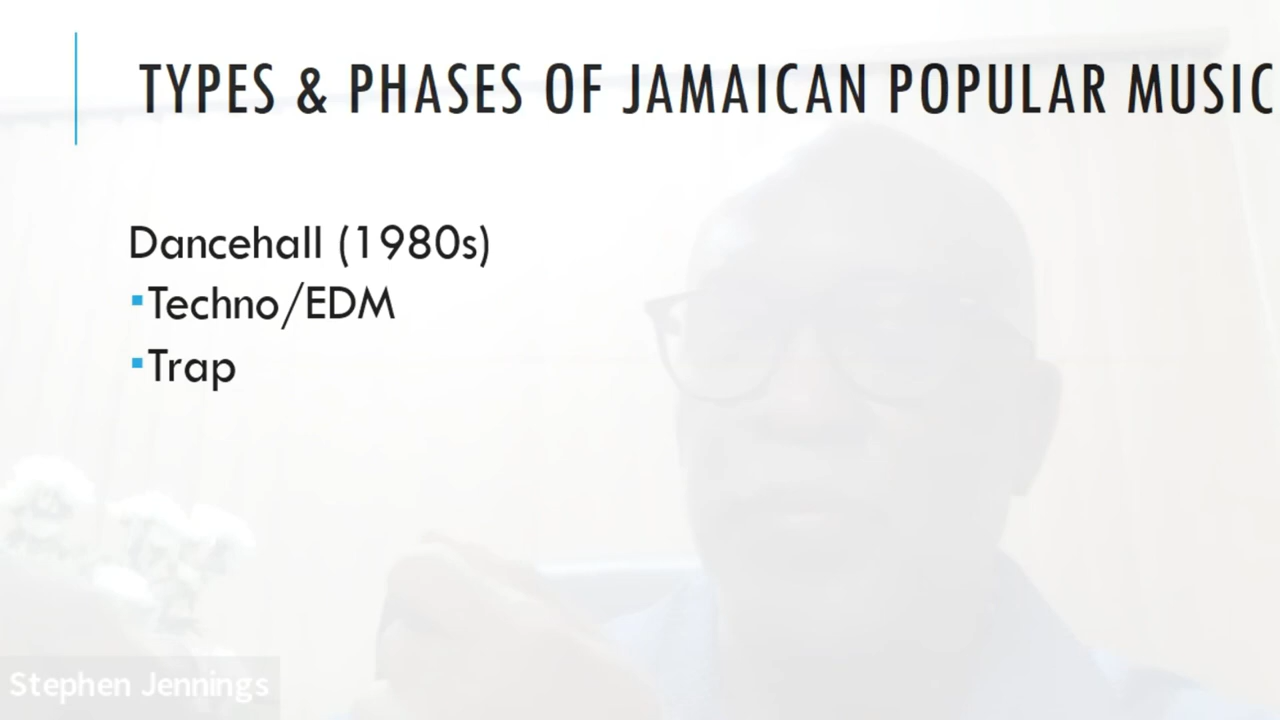 TYPES & PHASES OF JAMAICAN POPULAR MUSIC
Dancehall (1980s)
▪Techno/EDM
▪Trap
Stephen Jennings